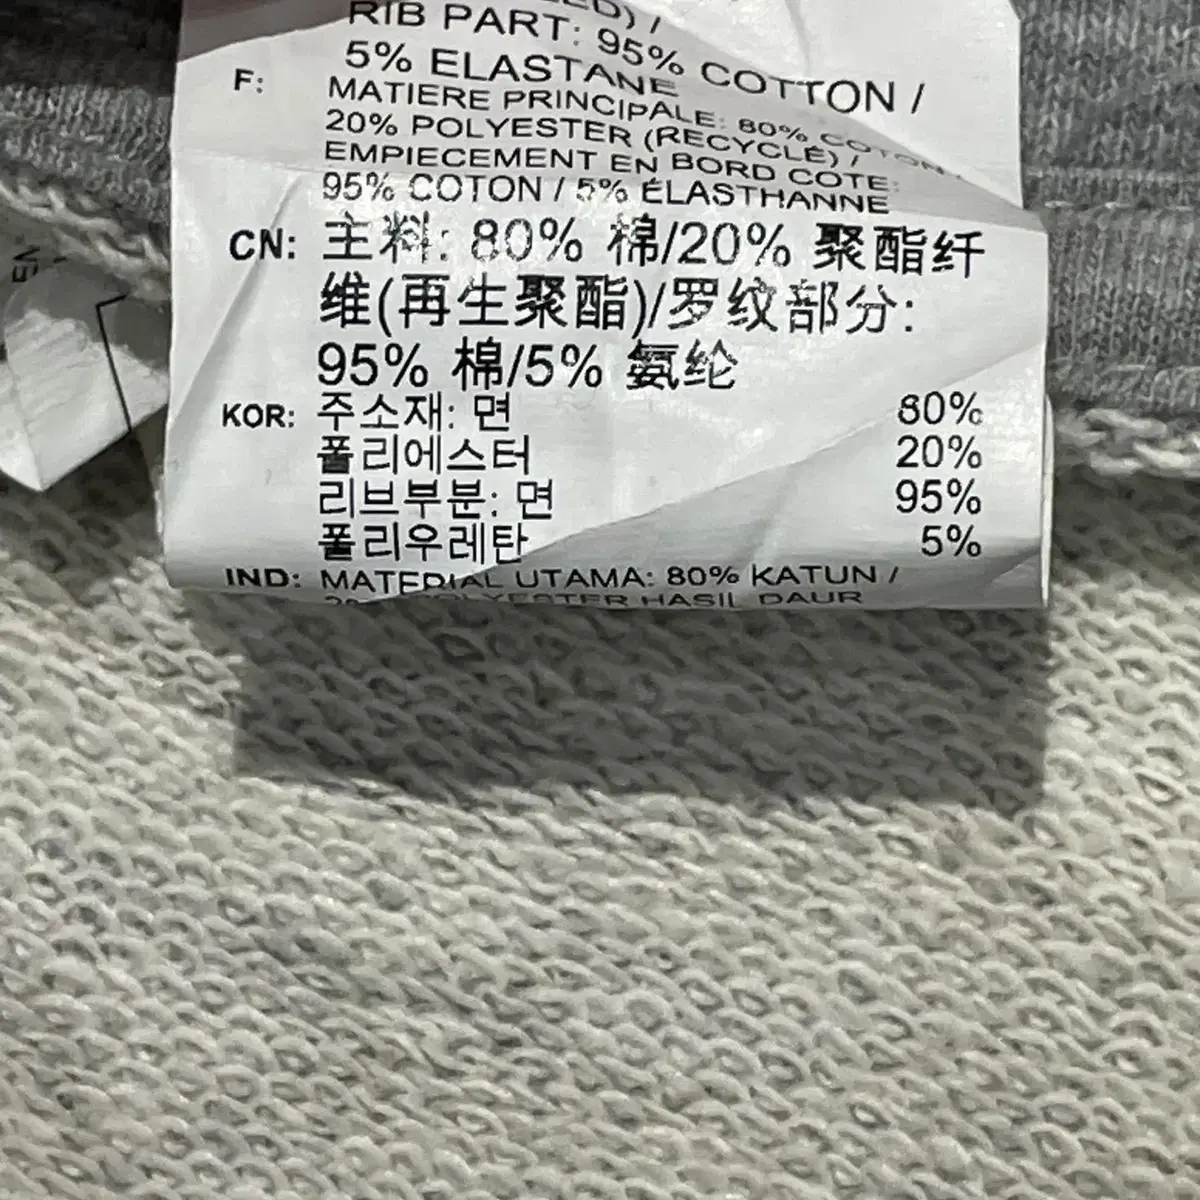 RIB PART: 95% COTTON /
5% ELASTANE
F: MATIERE PRINCIPALE: 80% COTON
20% POLYESTER (RECYCLÉ) /
EMPIECEMENT EN BORD COTE:
95% COTON / 5% ÉLASTHANNE
CN: 主料: 80% 棉/20% 聚酯纤
维(再生聚酯)/罗纹部分:
95% 棉/5% 氨纶
KOR: 주소재: 면 80%
폴리에스터 20%
리브부분: 면 95%
폴리우레탄 5%
IND: MATERIAL UTAMA: 80% KATUN /
POLYESTER HASIL DAUR